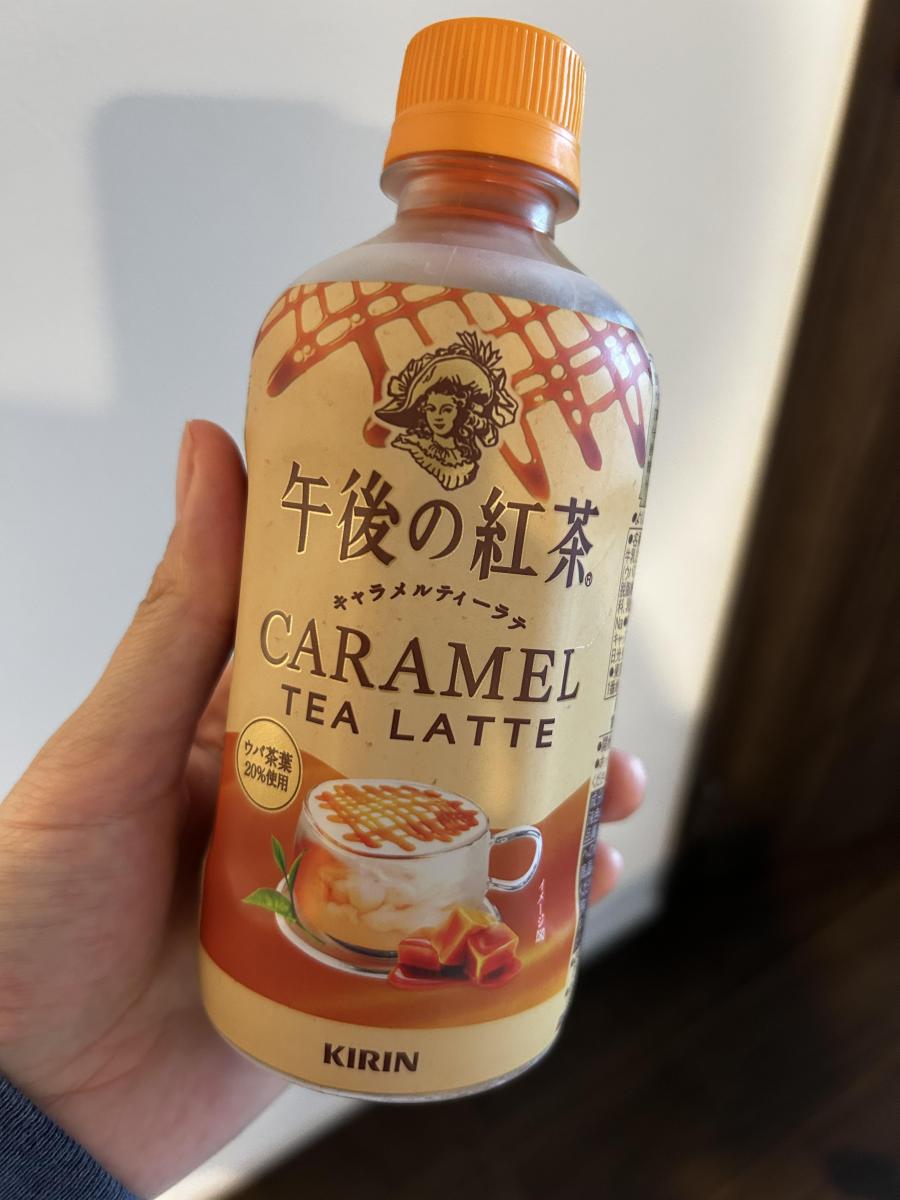 午後の紅茶®
キャラメルティーラテ
CARAMEL
TEA LATTE
ウバ茶葉
20%使用
イメージ図
KIRIN